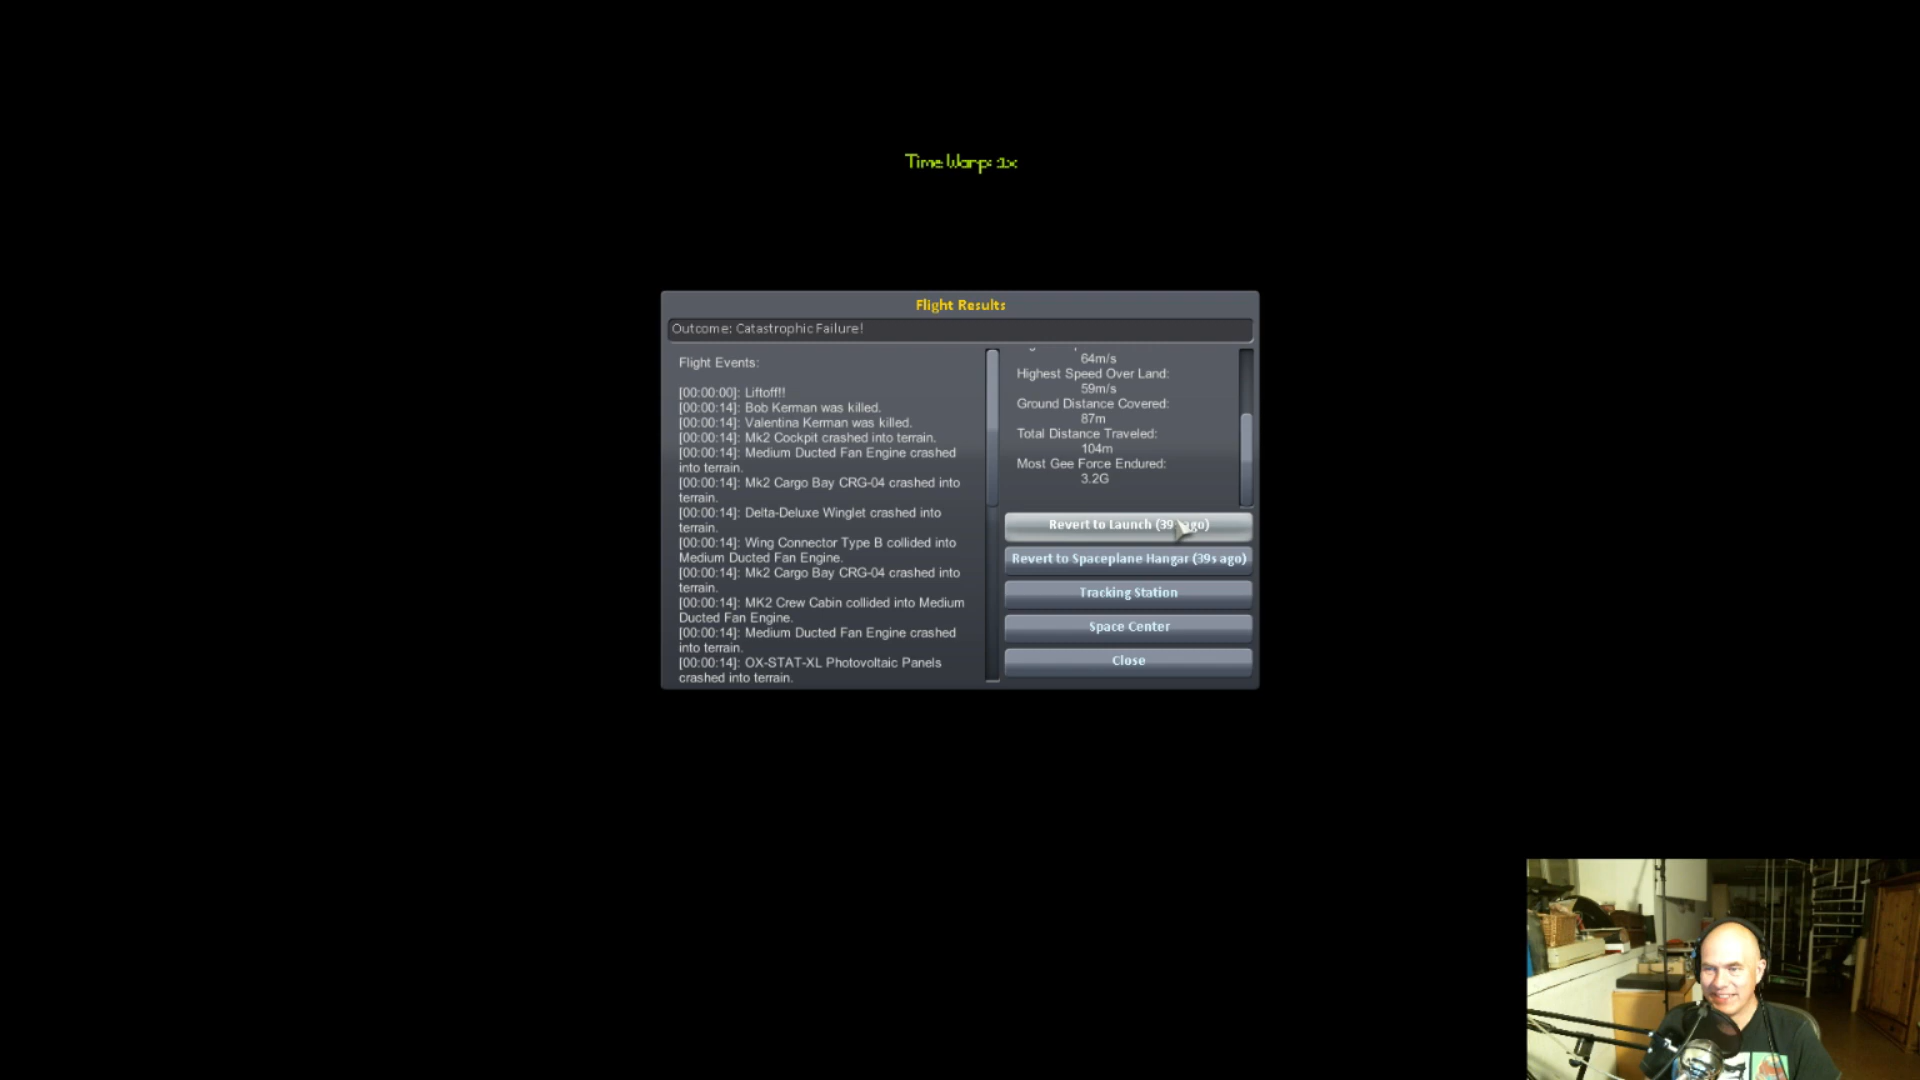 Time Warp: 1x
Flight Results
Outcome: Catastrophic Failure!
Flight Events:
[00:00:00]: Liftoff!!
[00:00:14]: Bob Kerman was killed.
[00:00:14]: Valentina Kerman was killed.
[00:00:14]: Mk2 Cockpit crashed into terrain.
[00:00:14]: Medium Ducted Fan Engine crashed
into terrain.
[00:00:14]: Mk2 Cargo Bay CRG-04 crashed into
terrain.
[00:00:14]: Delta-Deluxe Winglet crashed into
terrain.
[00:00:14]: Wing Connector Type B collided into
Medium Ducted Fan Engine.
[00:00:14]: Mk2 Cargo Bay CRG-04 crashed into
terrain.
[00:00:14]: MK2 Crew Cabin collided into Medium
Ducted Fan Engine.
[00:00:14]: Medium Ducted Fan Engine crashed
into terrain.
[00:00:14]: OX-STAT-XL Photovoltaic Panels
crashed into terrain.
64m/s
Highest Speed Over Land:
59m/s
Ground Distance Covered:
87m
Total Distance Traveled:
104m
Most Gee Force Endured:
3.2G
Revert to Launch (39 ago)
Revert to Spaceplane Hangar (39s ago)
Tracking Station
Space Center
Close